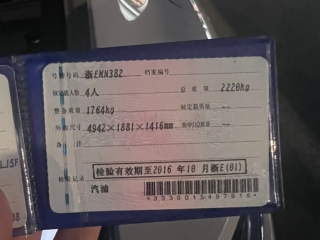 号牌号码 浙EMN382 档案编号
核定载人数 4人 总质量 2220kg
整备质量 1764kg 核定载质量 --
外廓尺寸 4942×1881×1416mm 准牵引总质量 --
备注
检验有效期至2016年10月浙E(01)
检验记录
汽油